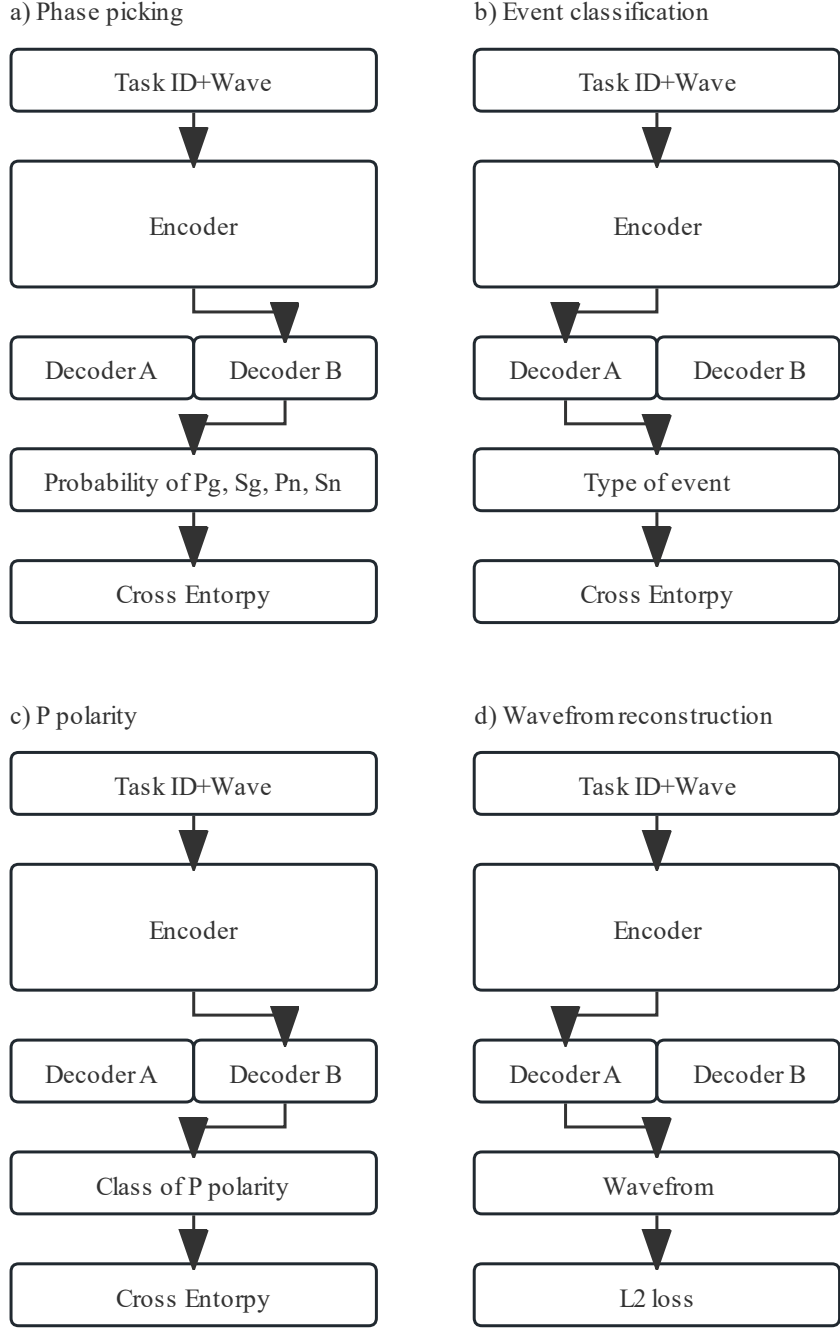 a) Phase picking
Task ID+Wave
Encoder
Decoder A
Decoder B
Probability of Pg, Sg, Pn, Sn
Cross Entorpy
b) Event classification
Task ID+Wave
Encoder
Decoder A
Decoder B
Type of event
Cross Entorpy
c) P polarity
Task ID+Wave
Encoder
Decoder A
Decoder B
Class of P polarity
Cross Entorpy
d) Wavefrom reconstruction
Task ID+Wave
Encoder
Decoder A
Decoder B
Wavefrom
L2 loss